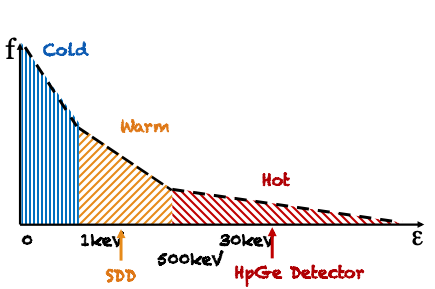 f
Cold
Warm
Hot
0
1keV
30keV
ε
500keV
SDD
HpGe Detector